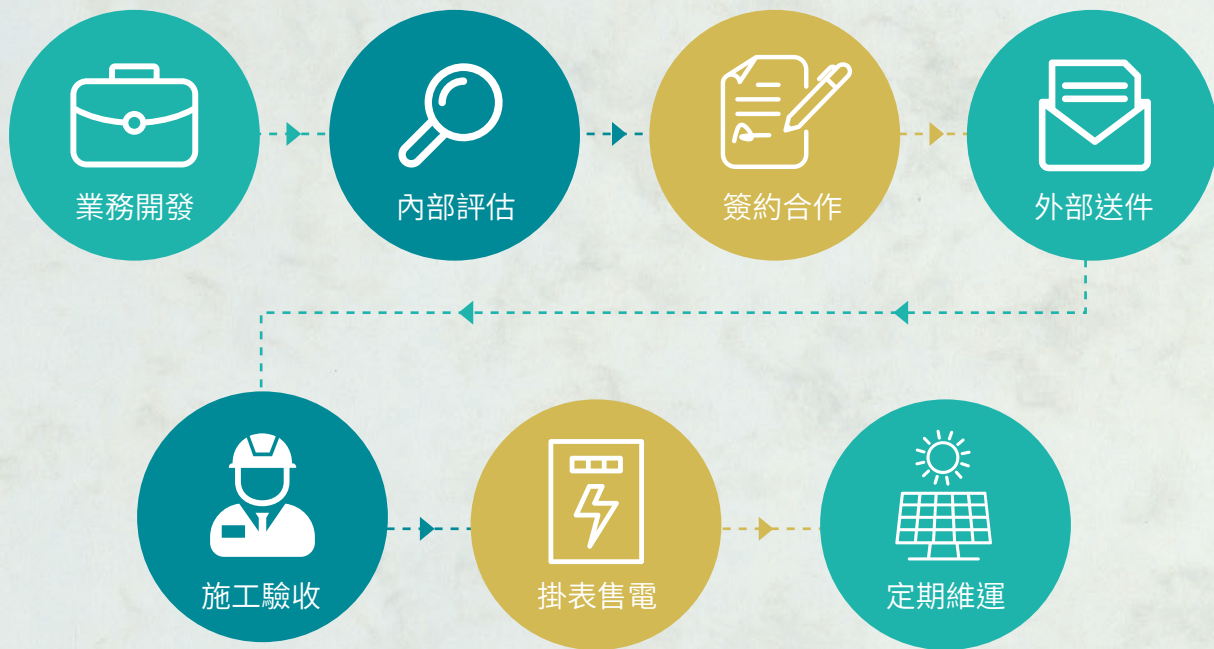 業務開發
內部評估
簽約合作
外部送件
施工驗收
掛表售電
定期維運